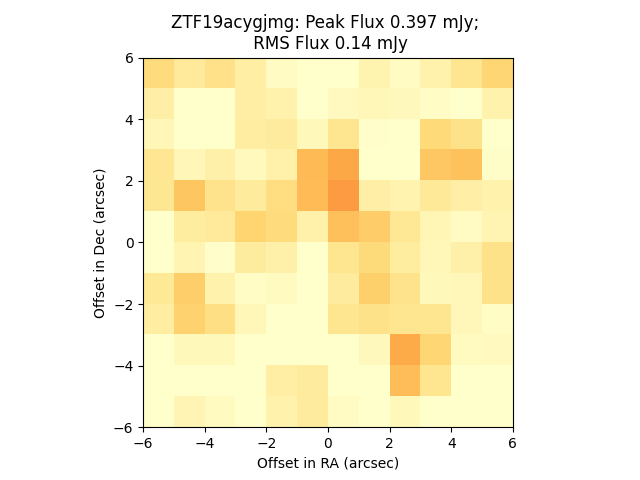 ZTF19acygjmg: Peak Flux 0.397 mJy;
RMS Flux 0.14 mJy
6
4
2
0
−2
−4
−6
Offset in Dec (arcsec)
−6 −4 −2 0 2 4 6
Offset in RA (arcsec)